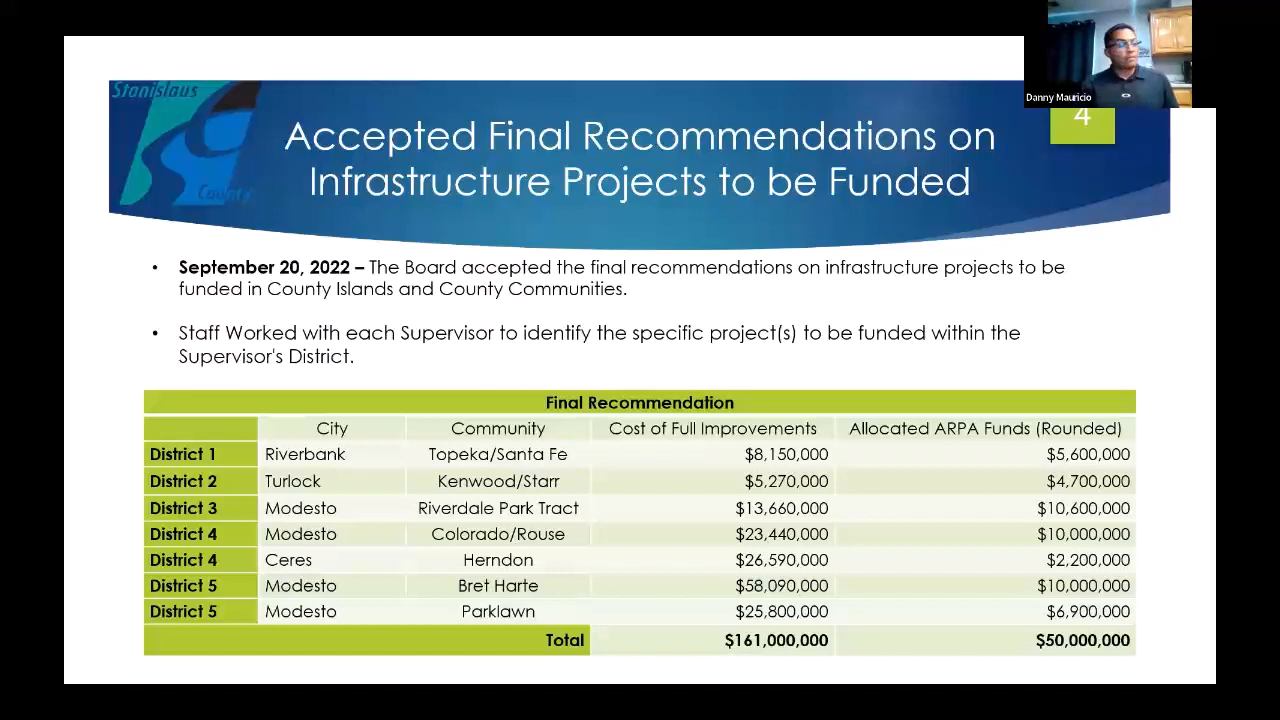 Stanislaus
County
Danny Mauricio
4
Accepted Final Recommendations on
Infrastructure Projects to be Funded
• September 20, 2022 – The Board accepted the final recommendations on infrastructure projects to be
funded in County Islands and County Communities.
• Staff Worked with each Supervisor to identify the specific project(s) to be funded within the
Supervisor's District.
Final Recommendation
City Community Cost of Full Improvements Allocated ARPA Funds (Rounded)
District 1 Riverbank Topeka/Santa Fe $8,150,000 $5,600,000
District 2 Turlock Kenwood/Starr $5,270,000 $4,700,000
District 3 Modesto Riverdale Park Tract $13,660,000 $10,600,000
District 4 Modesto Colorado/Rouse $23,440,000 $10,000,000
District 4 Ceres Herndon $26,590,000 $2,200,000
District 5 Modesto Bret Harte $58,090,000 $10,000,000
District 5 Modesto Parklawn $25,800,000 $6,900,000
Total $161,000,000 $50,000,000